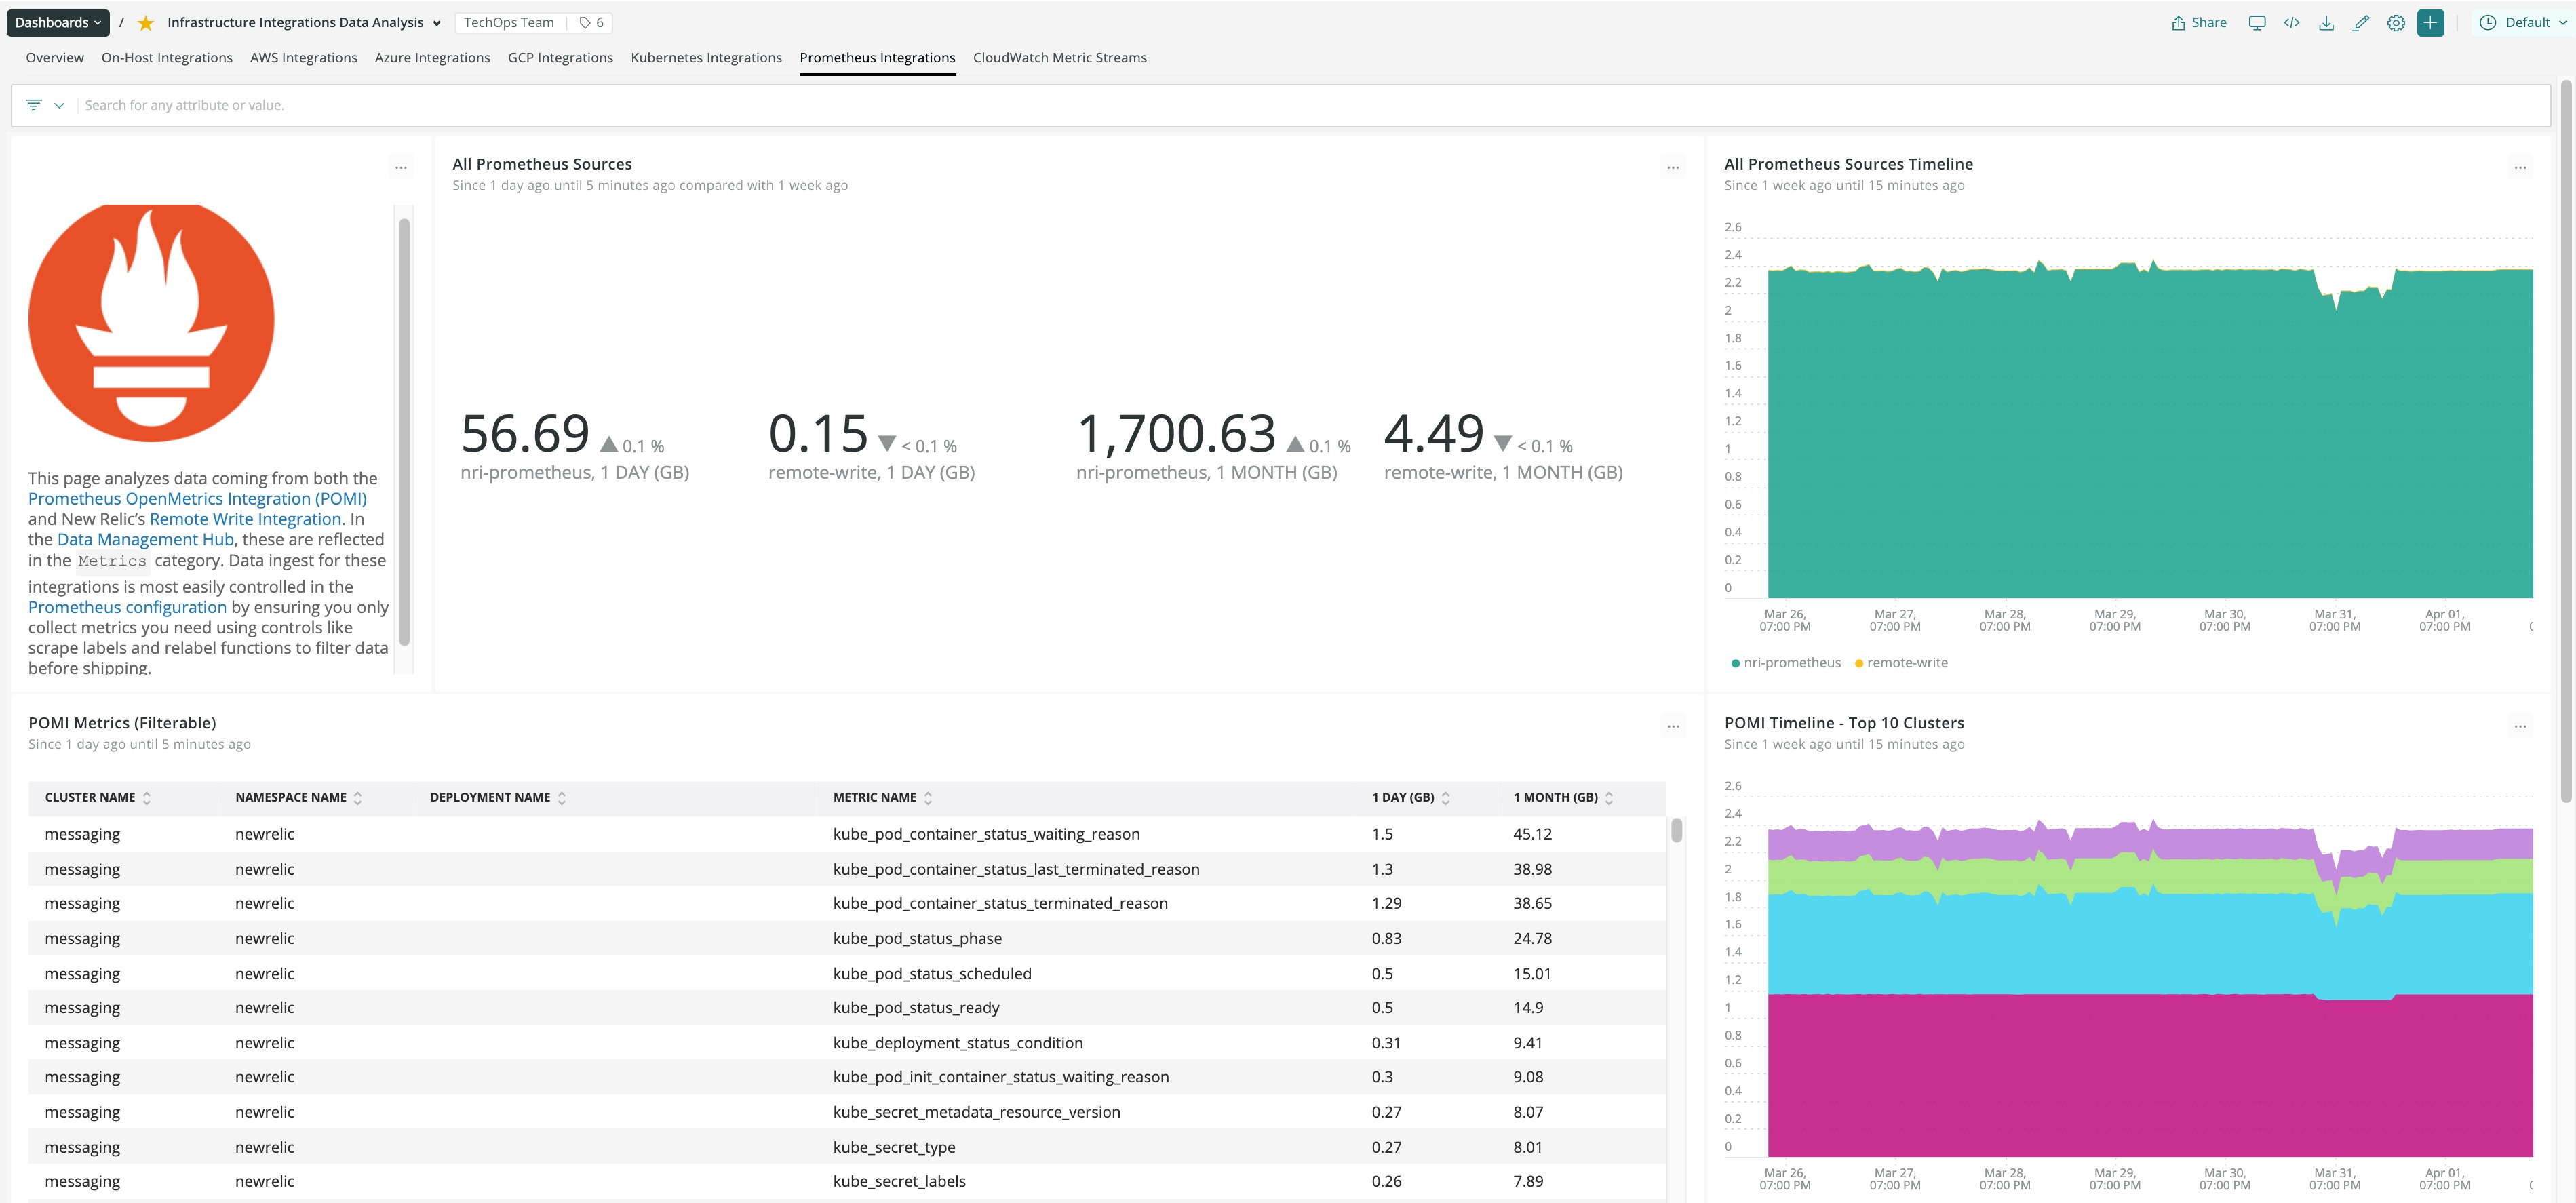 Dashboards / Infrastructure Integrations Data Analysis TechOps Team 6 Share Default
Overview On-Host Integrations AWS Integrations Azure Integrations GCP Integrations Kubernetes Integrations Prometheus Integrations CloudWatch Metric Streams
Search for any attribute or value.
This page analyzes data coming from both the
Prometheus OpenMetrics Integration (POMI)
and New Relic’s Remote Write Integration. In
the Data Management Hub, these are reflected
in the Metrics category. Data ingest for these
integrations is most easily controlled in the
Prometheus configuration by ensuring you only
collect metrics you need using controls like
scrape labels and relabel functions to filter data
before shipping.
All Prometheus Sources
Since 1 day ago until 5 minutes ago compared with 1 week ago
56.69 0.1 %
nri-prometheus, 1 DAY (GB)
0.15 < 0.1 %
remote-write, 1 DAY (GB)
1,700.63 0.1 %
nri-prometheus, 1 MONTH (GB)
4.49 < 0.1 %
remote-write, 1 MONTH (GB)
All Prometheus Sources Timeline
Since 1 week ago until 15 minutes ago
2.6
2.4
2.2
2
1.8
1.6
1.4
1.2
1
0.8
0.6
0.4
0.2
0
Mar 26, Mar 27, Mar 28, Mar 29, Mar 30, Mar 31, Apr 01,
07:00 PM 07:00 PM 07:00 PM 07:00 PM 07:00 PM 07:00 PM 07:00 PM
nri-prometheus remote-write
POMI Metrics (Filterable)
Since 1 day ago until 5 minutes ago
CLUSTER NAME NAMESPACE NAME DEPLOYMENT NAME METRIC NAME 1 DAY (GB) 1 MONTH (GB)
messaging newrelic kube_pod_container_status_waiting_reason 1.5 45.12
messaging newrelic kube_pod_container_status_last_terminated_reason 1.3 38.98
messaging newrelic kube_pod_container_status_terminated_reason 1.29 38.65
messaging newrelic kube_pod_status_phase 0.83 24.78
messaging newrelic kube_pod_status_scheduled 0.5 15.01
messaging newrelic kube_pod_status_ready 0.5 14.9
messaging newrelic kube_deployment_status_condition 0.31 9.41
messaging newrelic kube_pod_init_container_status_waiting_reason 0.3 9.08
messaging newrelic kube_secret_metadata_resource_version 0.27 8.07
messaging newrelic kube_secret_type 0.27 8.01
messaging newrelic kube_secret_labels 0.26 7.89
POMI Timeline - Top 10 Clusters
Since 1 week ago until 15 minutes ago
2.6
2.4
2.2
2
1.8
1.6
1.4
1.2
1
0.8
0.6
0.4
0.2
0
Mar 26, Mar 27, Mar 28, Mar 29, Mar 30, Mar 31, Apr 01,
07:00 PM 07:00 PM 07:00 PM 07:00 PM 07:00 PM 07:00 PM 07:00 PM